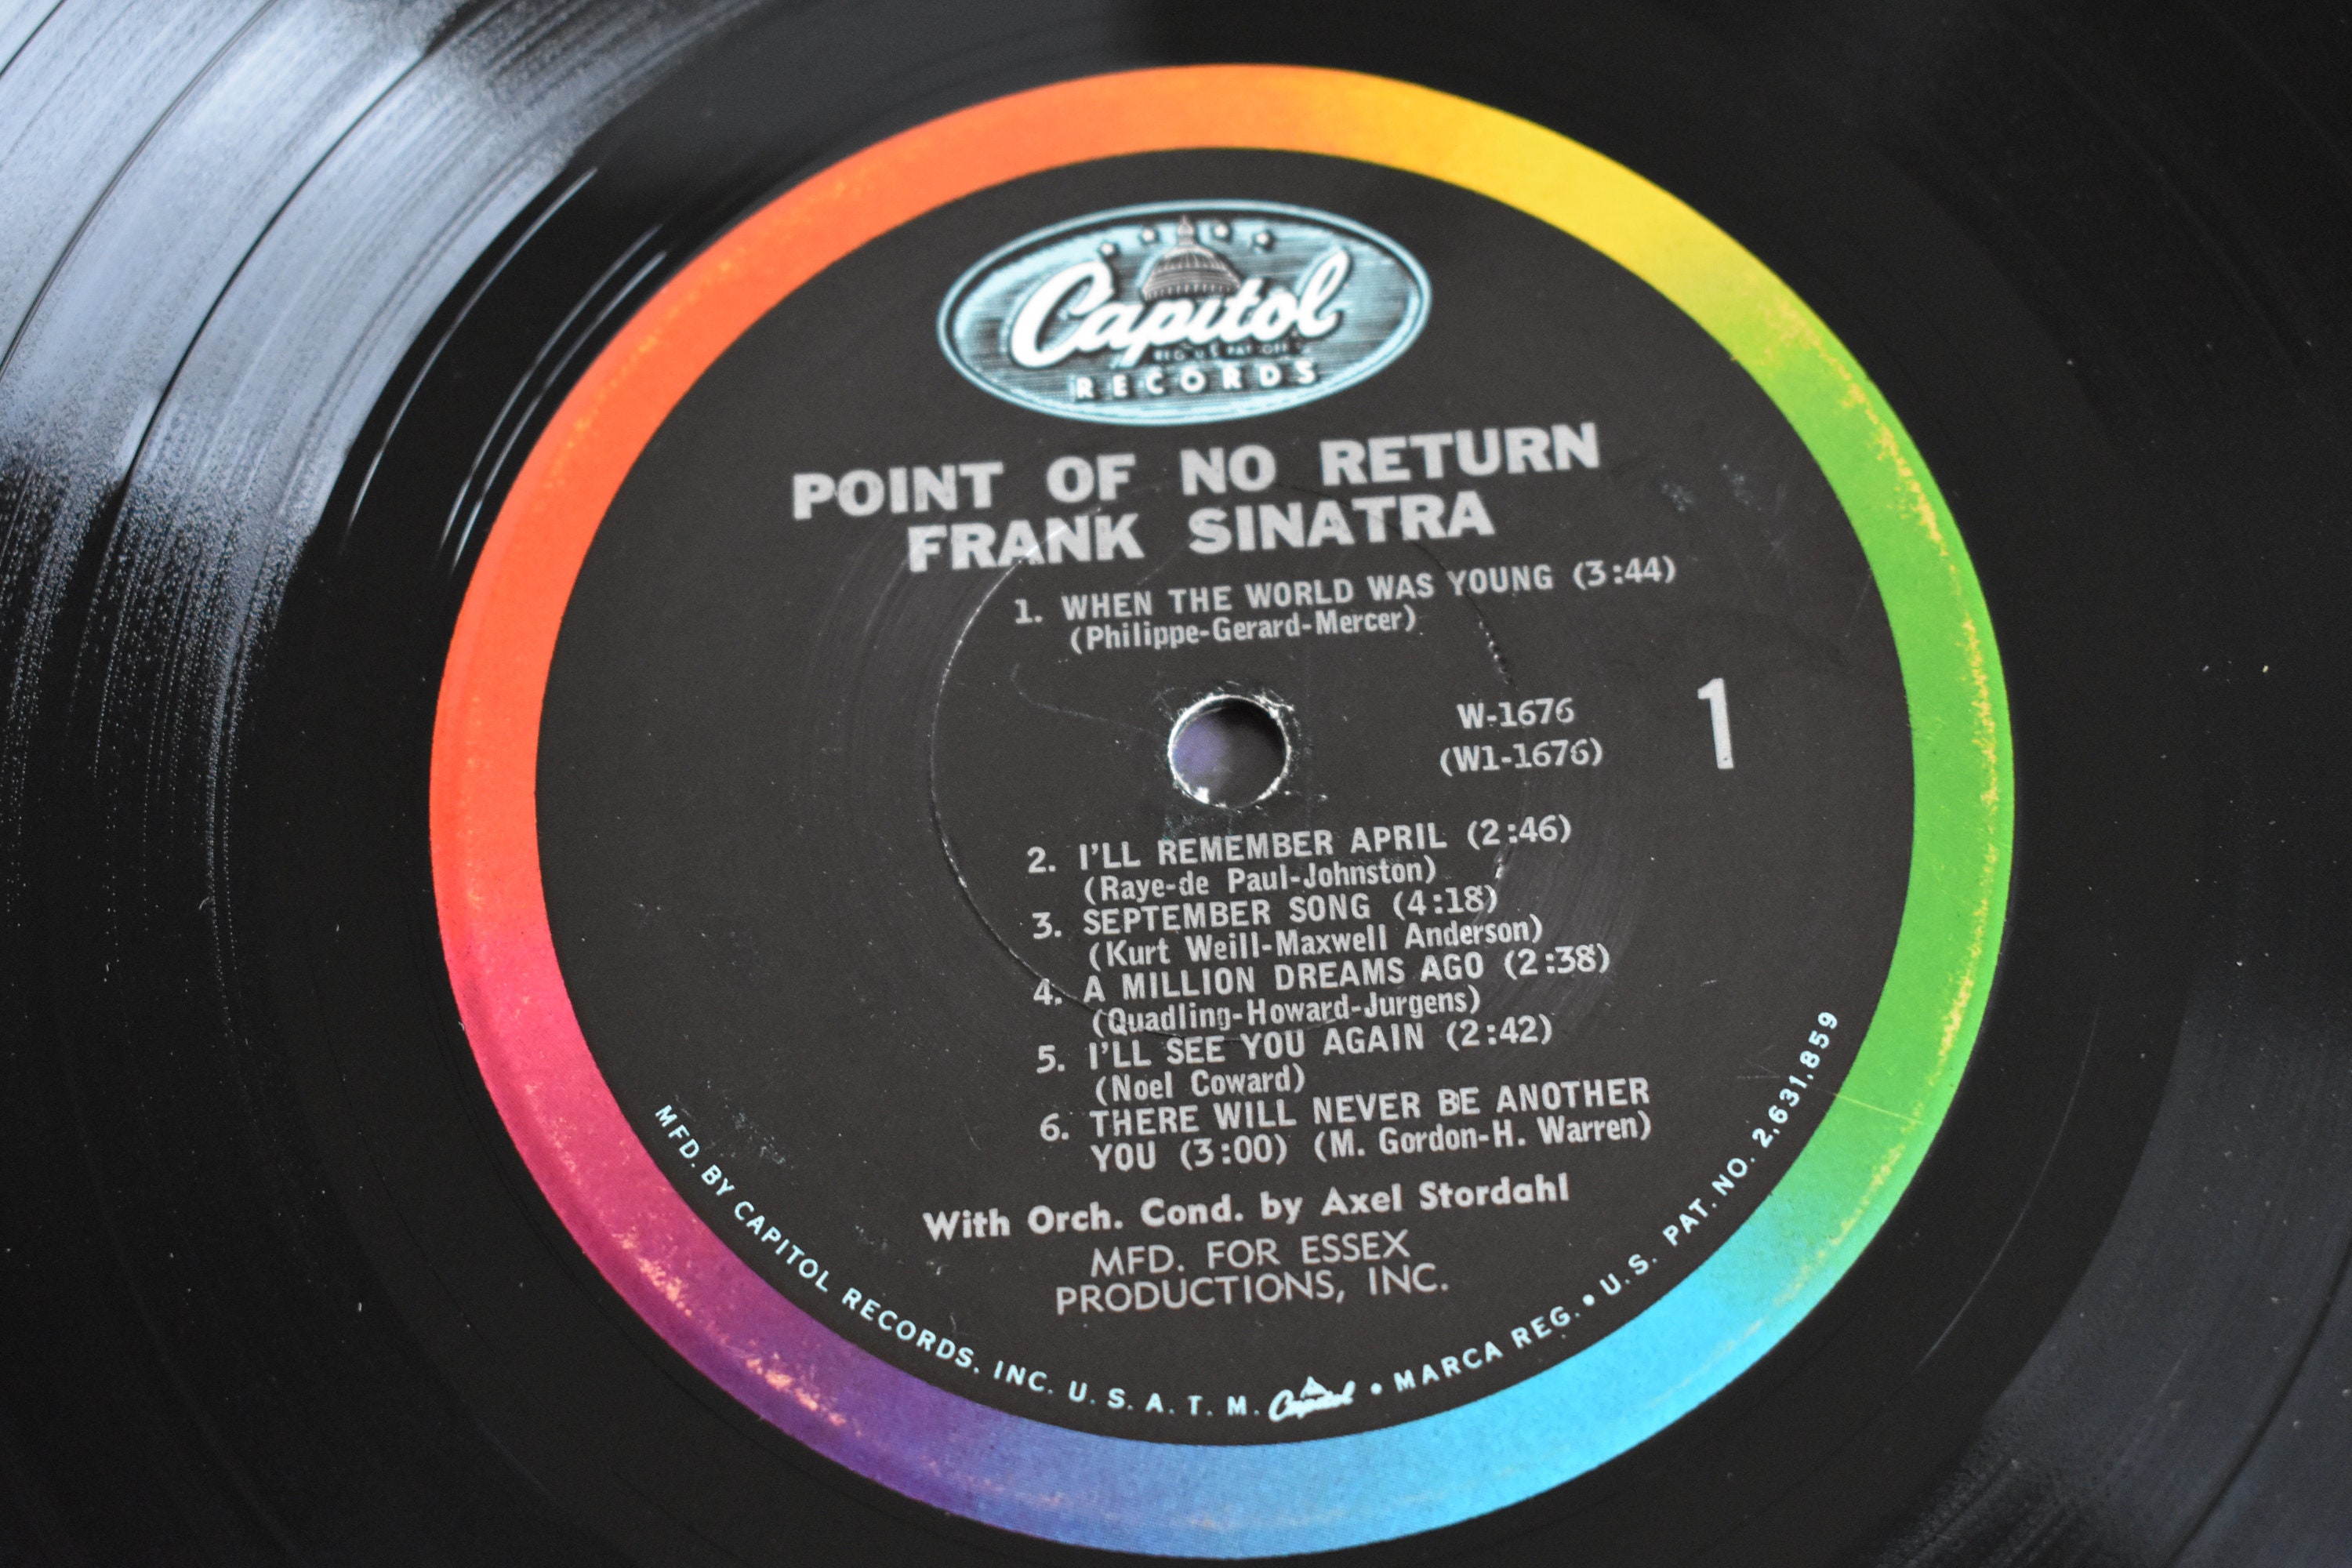 Capitol
REG. U.S. PAT. OFF.
RECORDS
POINT OF NO RETURN
FRANK SINATRA
1. WHEN THE WORLD WAS YOUNG (3:44)
(Philippe-Gerard-Mercer)
W-1676
(W1-1676)
1
2. I'LL REMEMBER APRIL (2:46)
(Raye-de Paul-Johnston)
3. SEPTEMBER SONG (4:18)
(Kurt Weill-Maxwell Anderson)
4. A MILLION DREAMS AGO (2:38)
(Quadling-Howard-Jurgens)
5. I'LL SEE YOU AGAIN (2:42)
(Noel Coward)
6. THERE WILL NEVER BE ANOTHER
YOU (3:00) (M. Gordon-H. Warren)
With Orch. Cond. by Axel Stordahl
MFD. FOR ESSEX
PRODUCTIONS, INC.
MFD. BY CAPITOL RECORDS, INC. U. S. A. T. M. Capitol • MARCA REG. • U.S. PAT. NO. 2,631,859